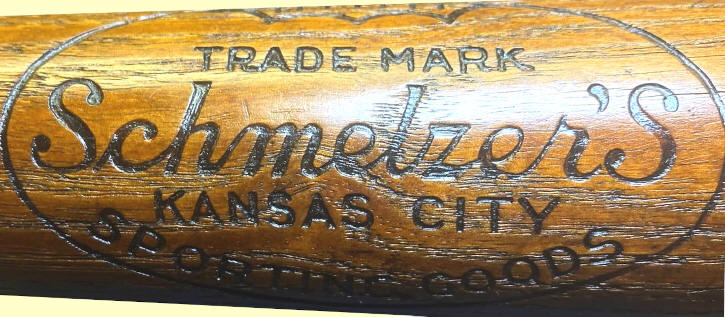 TRADE MARK
Schmelzer's
KANSAS CITY
SPORTING GOODS